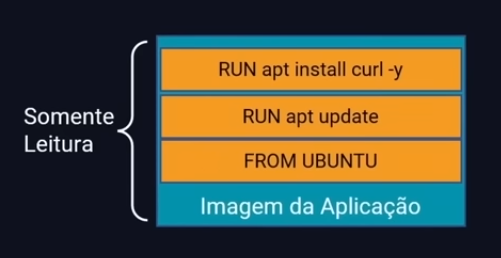 RUN apt install curl -y
RUN apt update
FROM UBUNTU
Imagem da Aplicação
Somente
Leitura